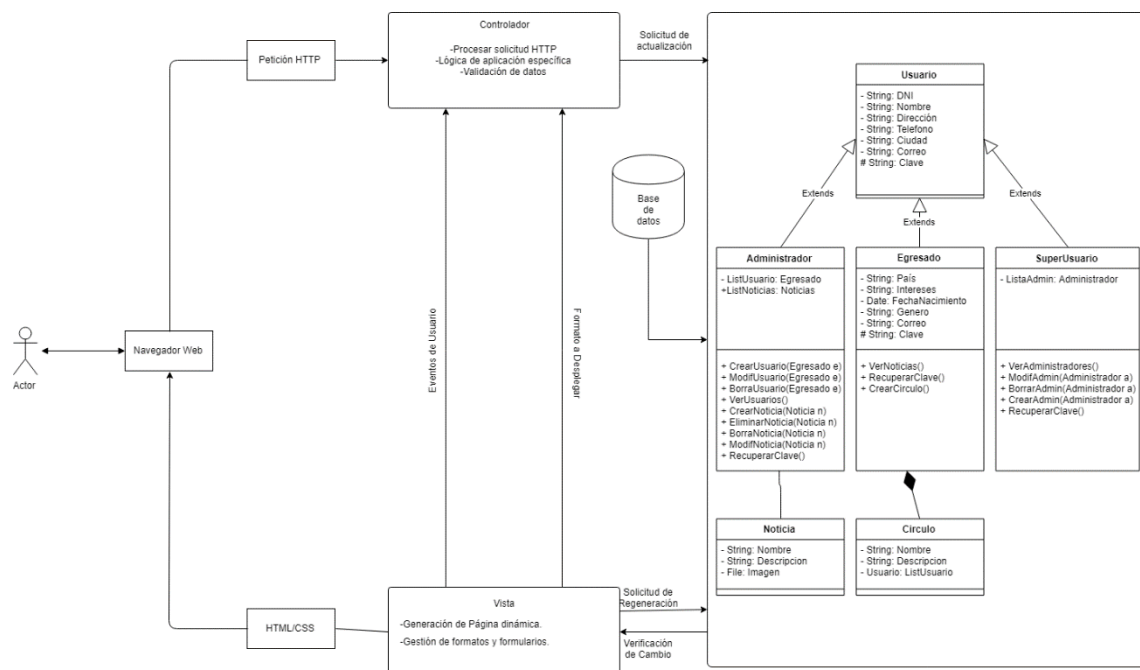 Controlador
-Procesar solicitud HTTP
-Lógica de aplicación específica
-Validación de datos
Petición HTTP
Solicitud de
actualización
Usuario
- String: DNI
- String: Nombre
- String: Dirección
- String: Telefono
- String: Ciudad
- String: Correo
# String: Clave
Base
de
datos
Extends
Extends
Extends
Administrador
- ListUsuario: Egresado
+ListNoticias: Noticias
+ CrearUsuario(Egresado e)
+ ModifUsuario(Egresado e)
+ BorraUsuario(Egresado e)
+ VerUsuarios()
+ CrearNoticia(Noticia n)
+ EliminarNoticia(Noticia n)
+ BorraNoticia(Noticia n)
+ ModifNoticia(Noticia n)
+ RecuperarClave()
Egresado
- String: País
- String: Intereses
- Date: FechaNacimiento
- String: Genero
- String: Correo
# String: Clave
+ VerNoticias()
+ RecuperarClave()
+ CrearCirculo()
SuperUsuario
- ListaAdmin: Administrador
+ VerAdministradores()
+ ModifAdmin(Administrador a)
+ BorrarAdmin(Administrador a)
+ CrearAdmin(Administrador a)
+ RecuperarClave()
Actor
Navegador Web
Eventos de Usuario
Formato a Desplegar
Noticia
- String: Nombre
- String: Descripcion
- File: Imagen
Circulo
- String: Nombre
- String: Descripcion
- Usuario: ListUsuario
HTML/CSS
Vista
-Generación de Página dinámica.
-Gestión de formatos y formularios.
Solicitud de
Regeneración
Verificación
de Cambio